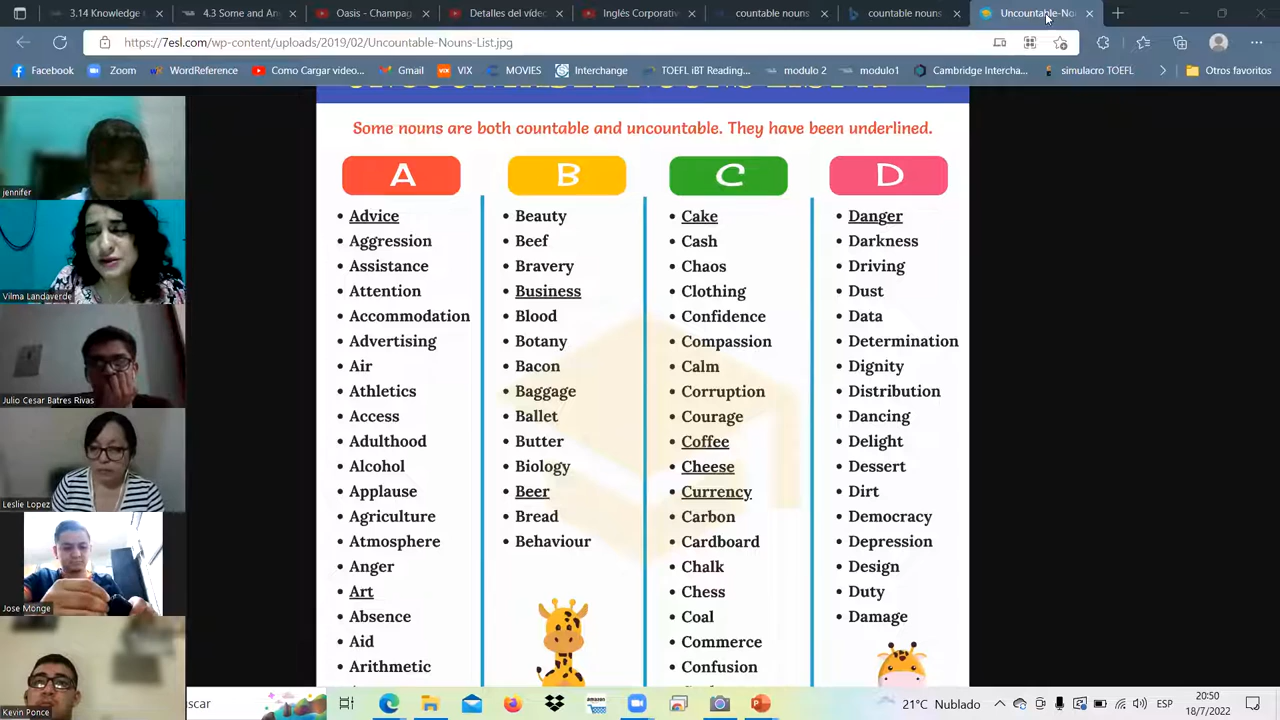 3.14 Knowledge
4.3 Some and An
Oasis - Champag
Detalles del víde
Inglés Corporativ
countable nouns
countable nouns
Uncountable-No
https://7esl.com/wp-content/uploads/2019/02/Uncountable-Nouns-List.jpg
Facebook
Zoom
WordReference
Como Cargar video...
Gmail
VIX
MOVIES
Interchange
TOEFL iBT Reading...
modulo 2
modulo1
Cambridge Intercha...
simulacro TOEFL
Otros favoritos
Some nouns are both countable and uncountable. They have been underlined.
A
Advice
Aggression
Assistance
Attention
Accommodation
Advertising
Air
Athletics
Access
Adulthood
Alcohol
Applause
Agriculture
Atmosphere
Anger
Art
Absence
Aid
Arithmetic
B
Beauty
Beef
Bravery
Business
Blood
Botany
Bacon
Baggage
Ballet
Butter
Biology
Beer
Bread
Behaviour
C
Cake
Cash
Chaos
Clothing
Confidence
Compassion
Calm
Corruption
Courage
Coffee
Cheese
Currency
Carbon
Cardboard
Chalk
Chess
Coal
Commerce
Confusion
D
Danger
Darkness
Driving
Dust
Data
Determination
Dignity
Distribution
Dancing
Delight
Dessert
Dirt
Democracy
Depression
Design
Duty
Damage
jennifer
Vilma Landaverde
Julio Cesar Batres Rivas
Leslie Lopez
Jose Monge
Kevin Ponce
scar
21°C Nublado
ESP
20:50
18/7/2022